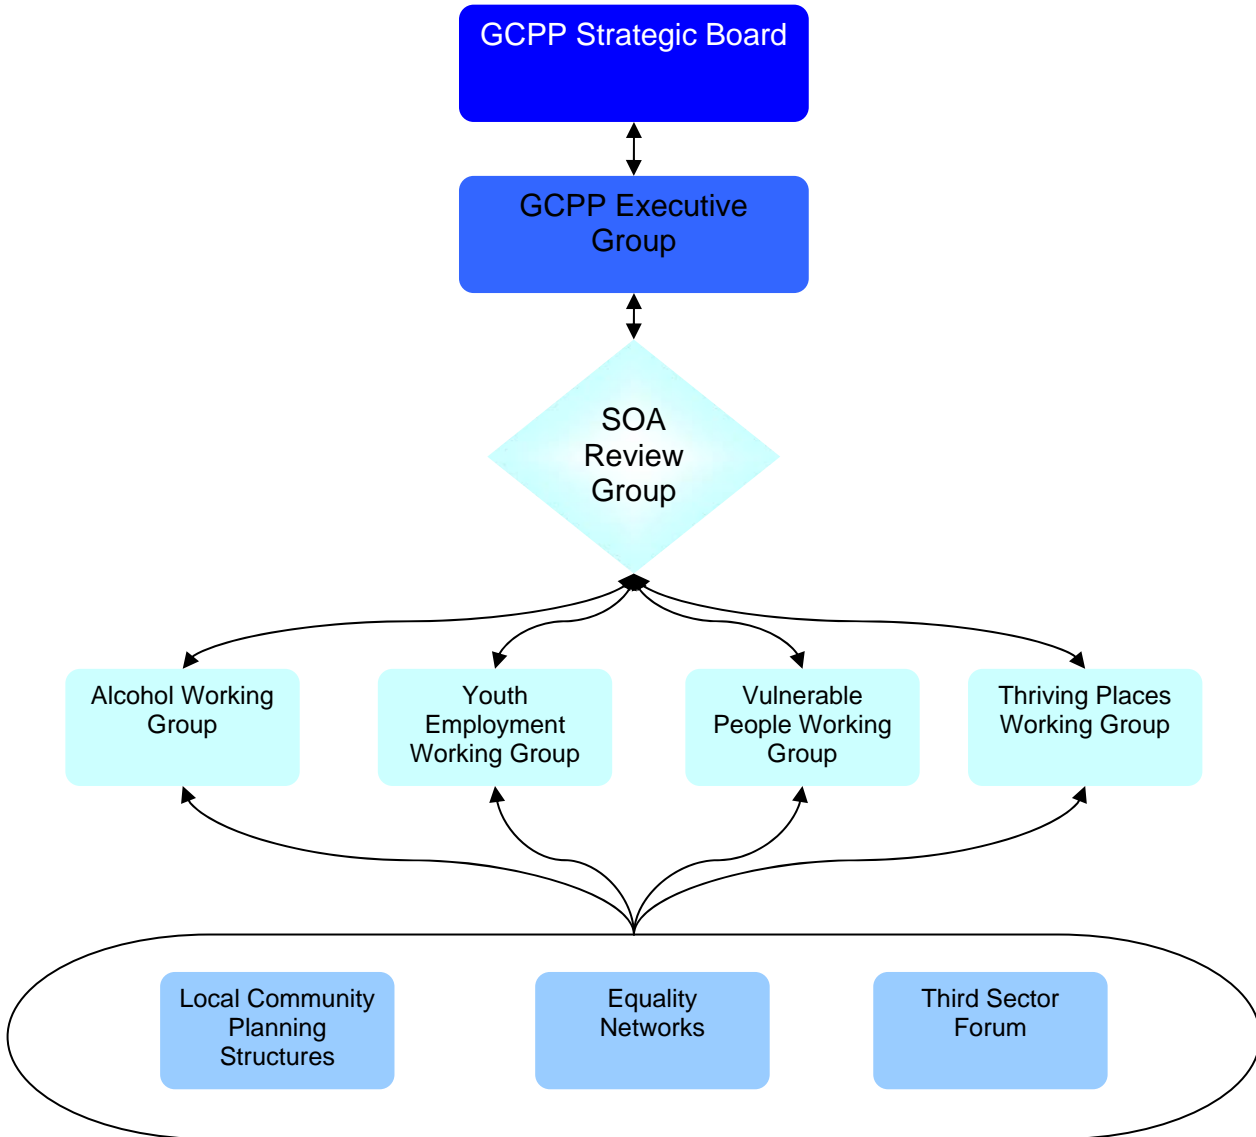 GCPP Strategic Board
GCPP Executive
Group
SOA
Review
Group
Alcohol Working
Group
Youth
Employment
Working Group
Vulnerable
People Working
Group
Thriving Places
Working Group
Local Community
Planning
Structures
Equality
Networks
Third Sector
Forum